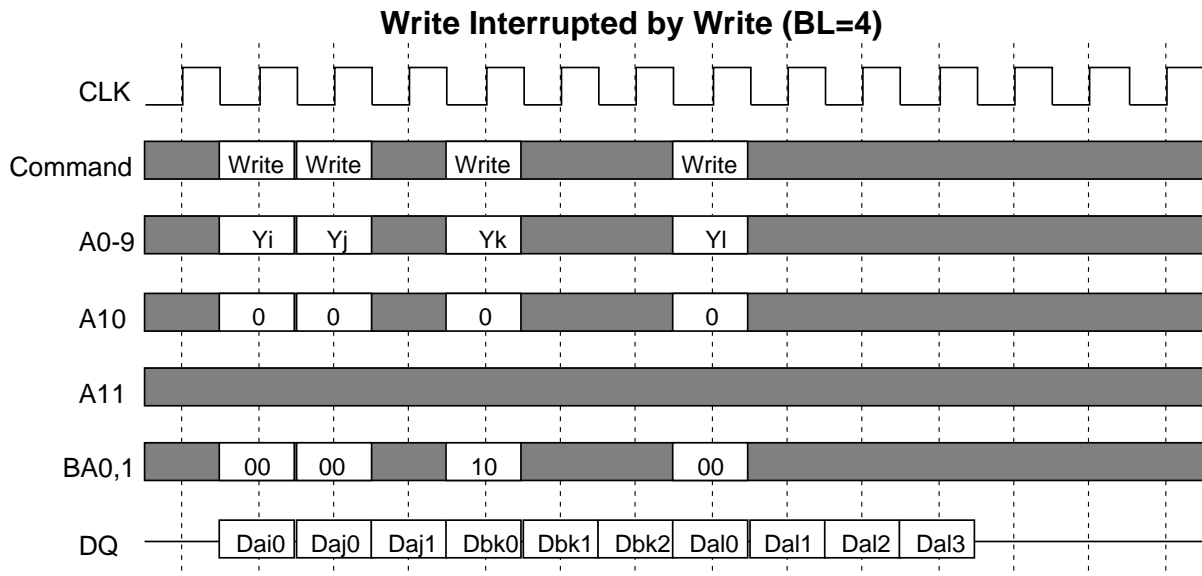 Write Interrupted by Write (BL=4)
CLK
Command Write Write Write Write
A0-9 Yi Yj Yk Yl
A10 0 0 0 0
A11
BA0,1 00 00 10 00
DQ Dai0 Daj0 Daj1 Dbk0 Dbk1 Dbk2 Dal0 Dal1 Dal2 Dal3